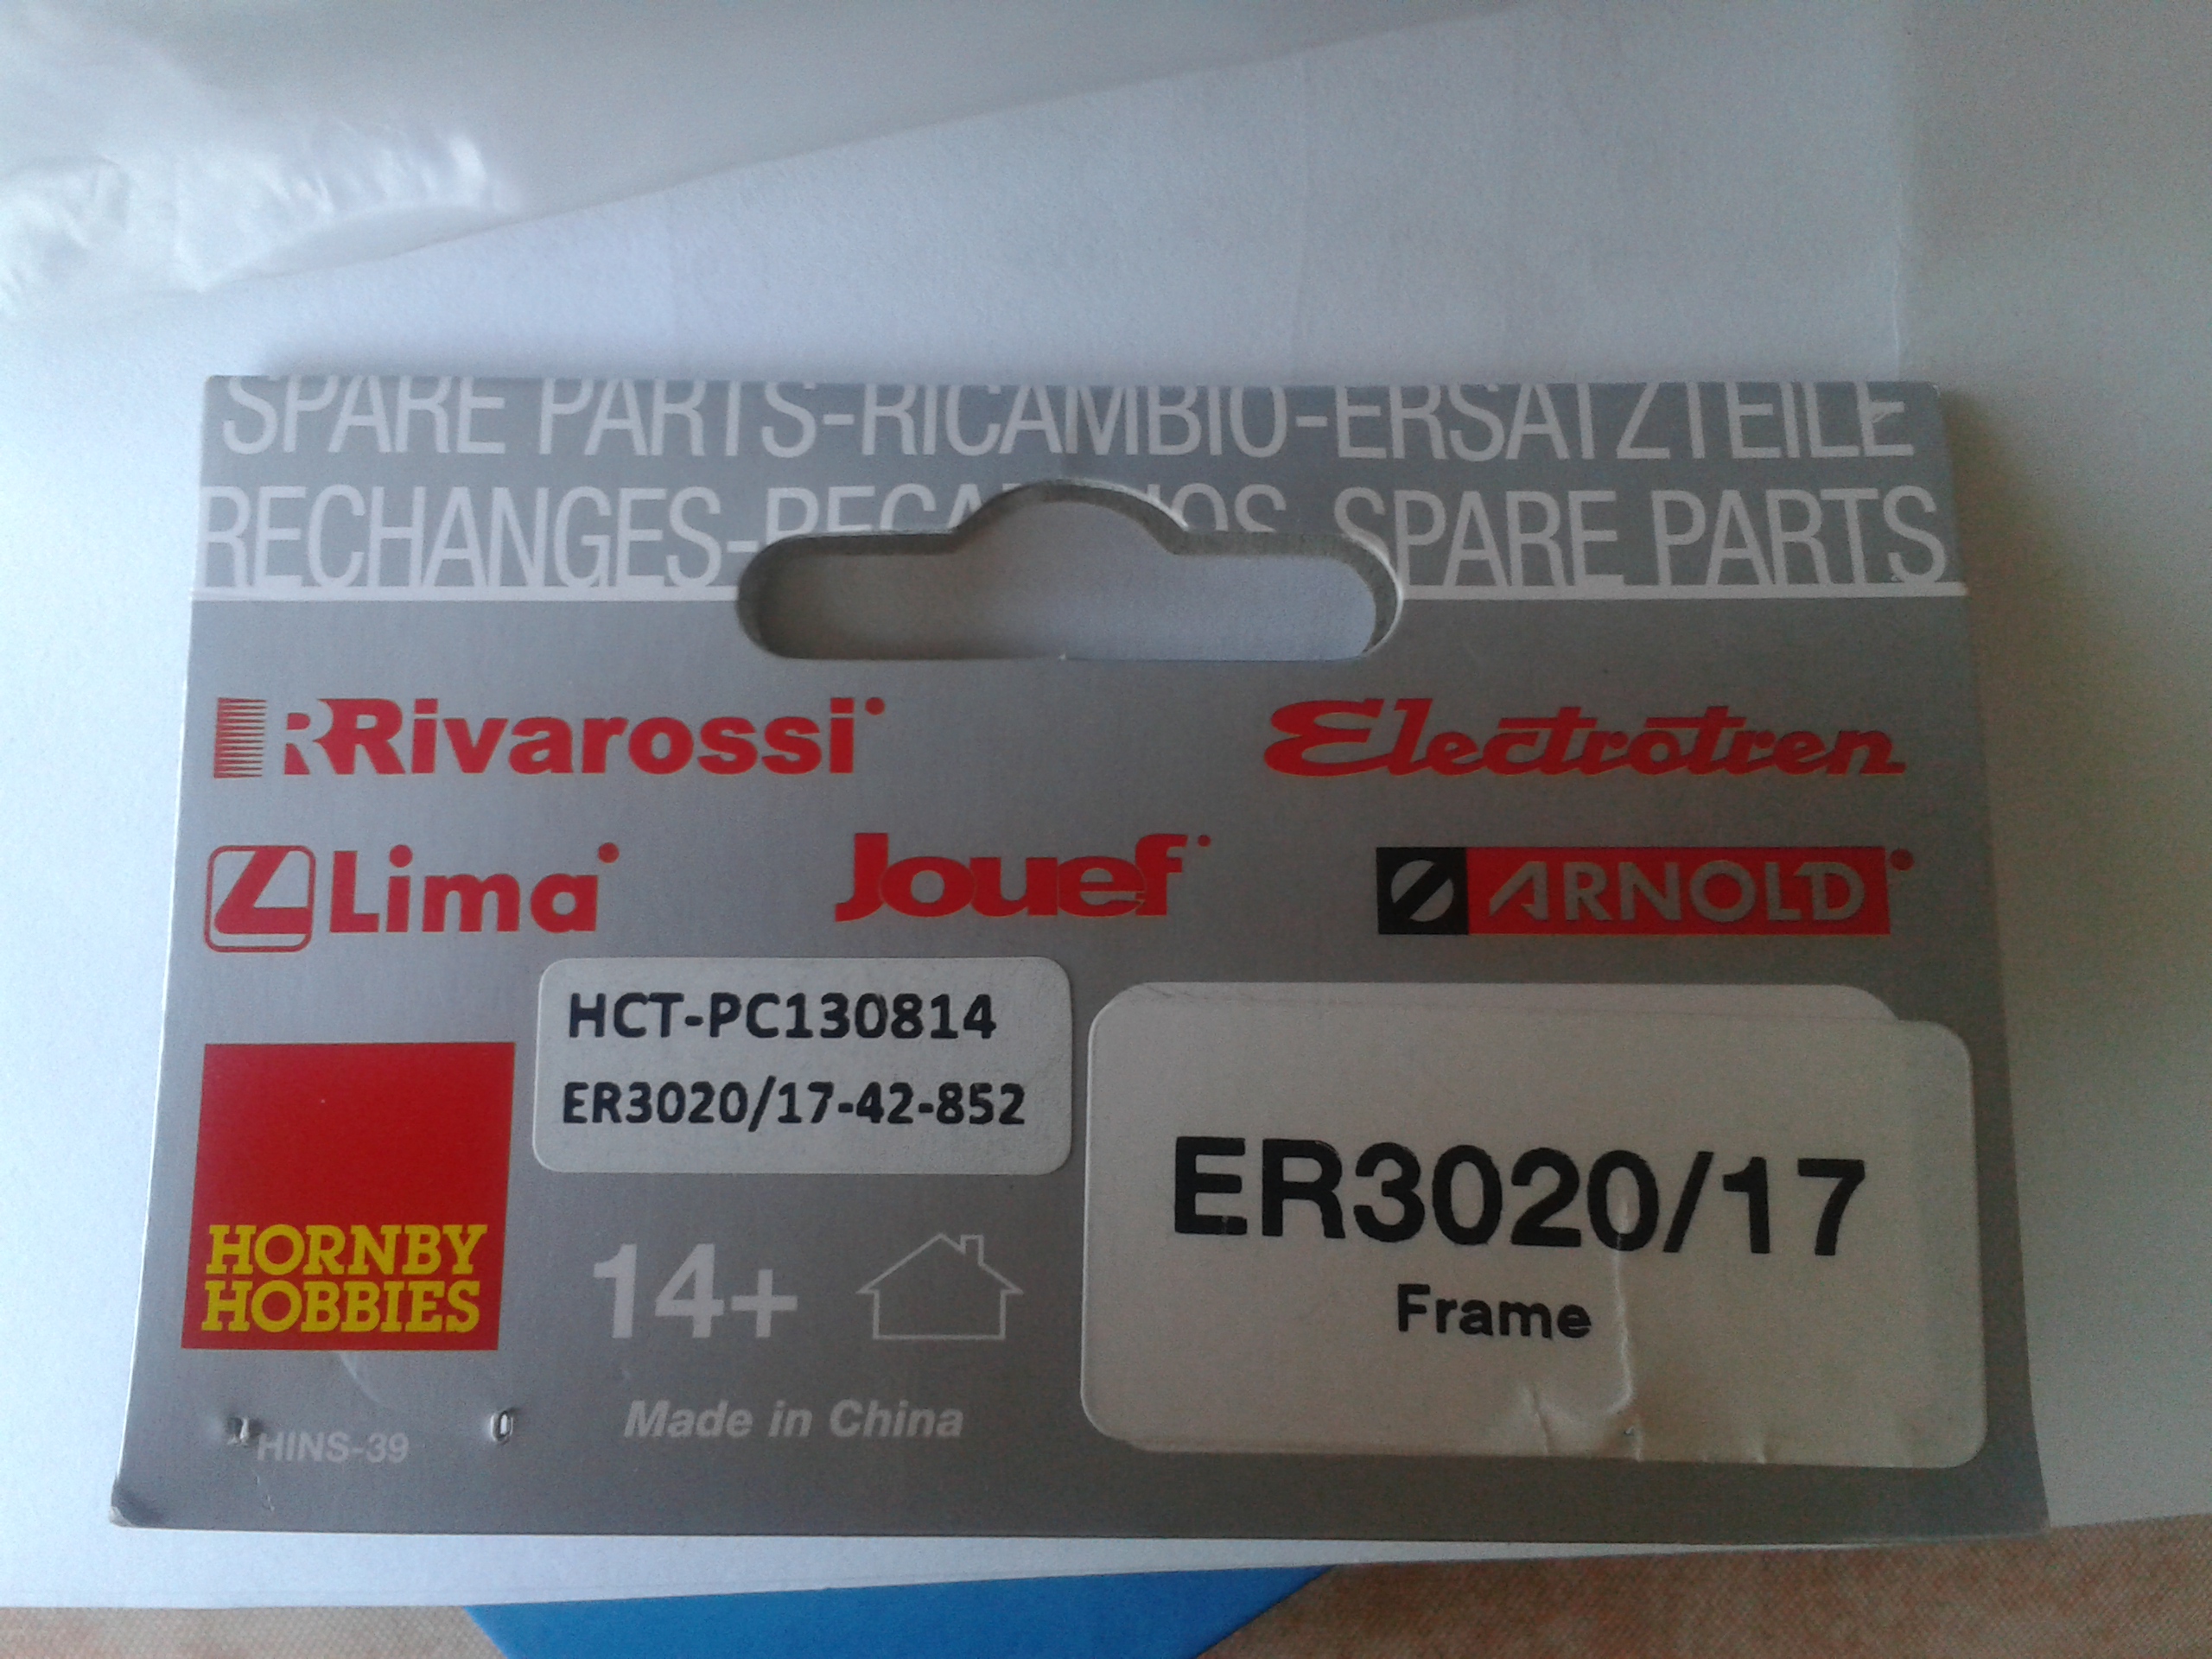 SPARE PARTS-RICAMBIO-ERSATZTEILE
RECHANGES- SPARE PARTS
Rivarossi
Electrotren
Lima
Jouef
ARNOLD
HCT-PC130814
ER3020/17-42-852
HORNBY
HOBBIES
14+
Made in China
HINS-39
ER3020/17
Frame